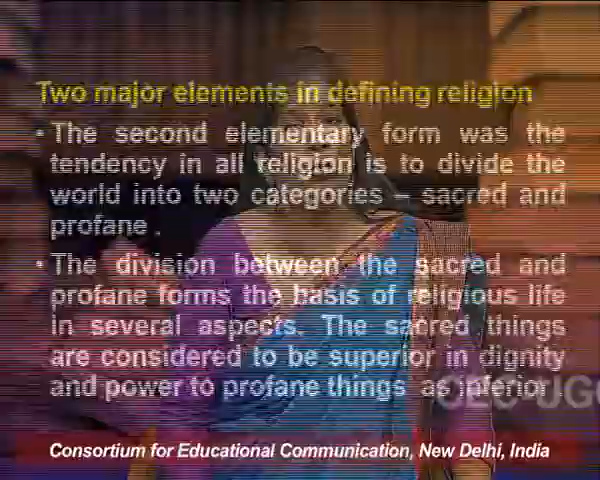 Two major elements in defining religion
• The second elementary form was the
tendency in all religion is to divide the
world into two categories – sacred and
profane .
• The division between the sacred and
profane forms the basis of religious life
in several aspects. The sacred things
are considered to be superior in dignity
and power to profane things as inferior
CEC-UGC
Consortium for Educational Communication, New Delhi, India